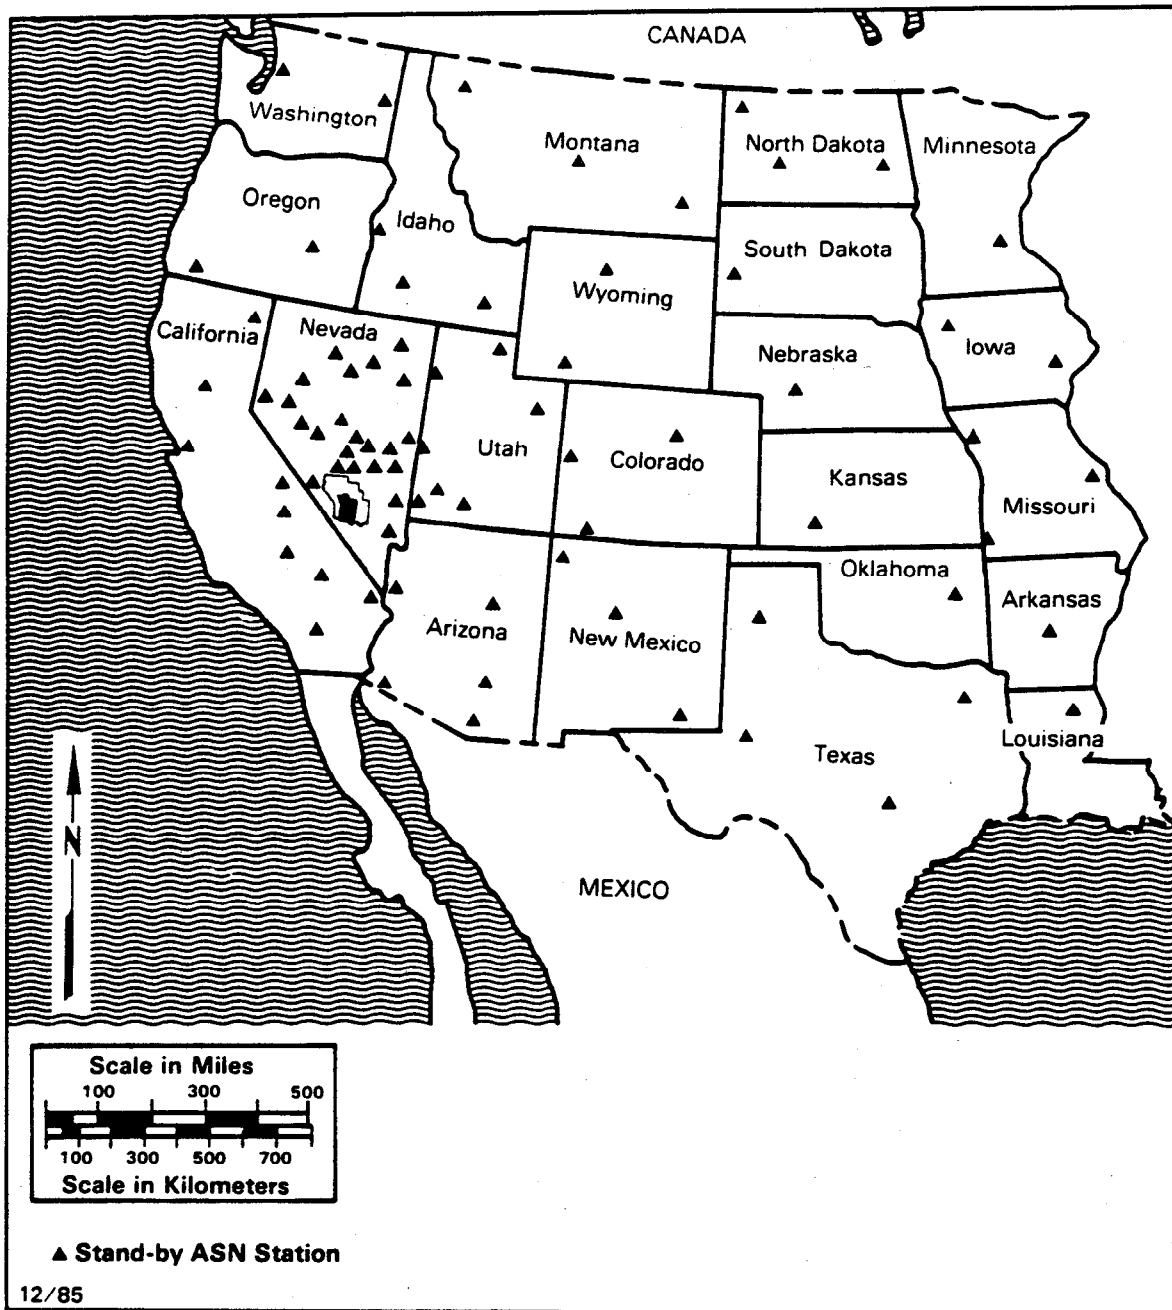 CANADA
Washington
Montana
North Dakota
Minnesota
Oregon
Idaho
South Dakota
Wyoming
California
Nevada
Nebraska
Iowa
Utah
Colorado
Kansas
Missouri
Oklahoma
Arkansas
Arizona
New Mexico
Texas
Louisiana
N
MEXICO
Scale in Miles
100 300 500
100 300 500 700
Scale in Kilometers
▲ Stand-by ASN Station
12/85